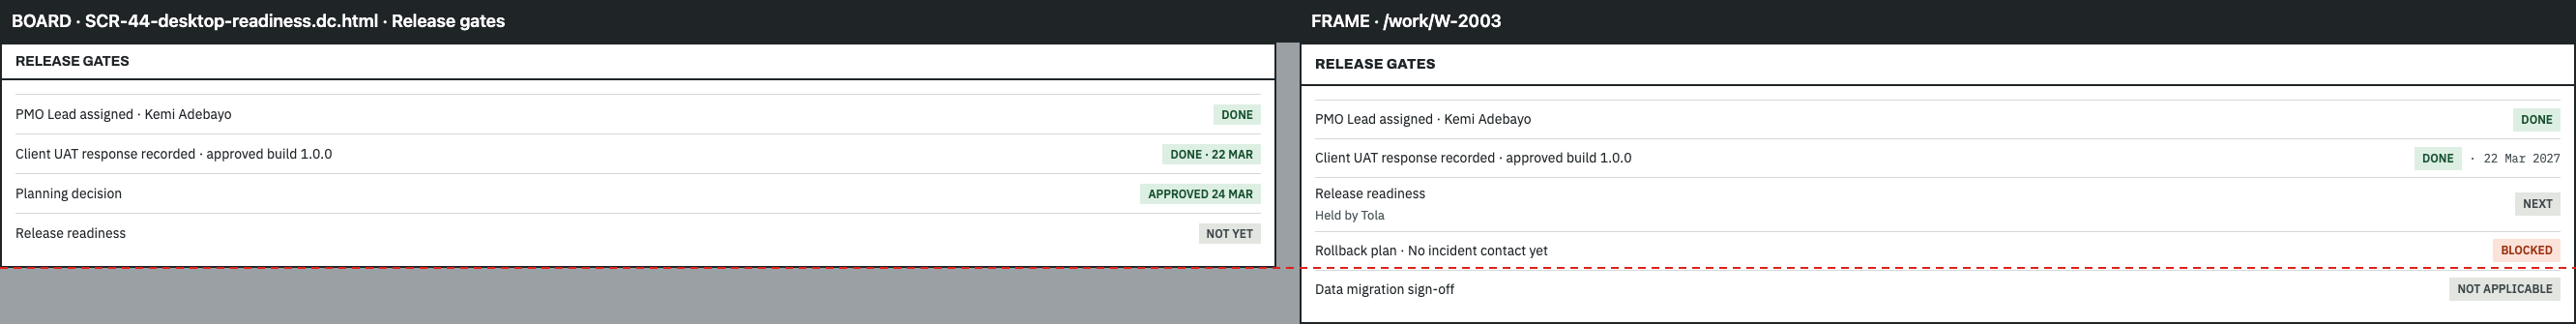 BOARD · SCR-44-desktop-readiness.dc.html · Release gates
RELEASE GATES
PMO Lead assigned · Kemi Adebayo DONE
Client UAT response recorded · approved build 1.0.0 DONE · 22 MAR
Planning decision APPROVED 24 MAR
Release readiness NOT YET
FRAME · /work/W-2003
RELEASE GATES
PMO Lead assigned · Kemi Adebayo DONE
Client UAT response recorded · approved build 1.0.0 DONE · 22 Mar 2027
Release readiness NEXT
Held by Tola
Rollback plan · No incident contact yet BLOCKED
Data migration sign-off NOT APPLICABLE